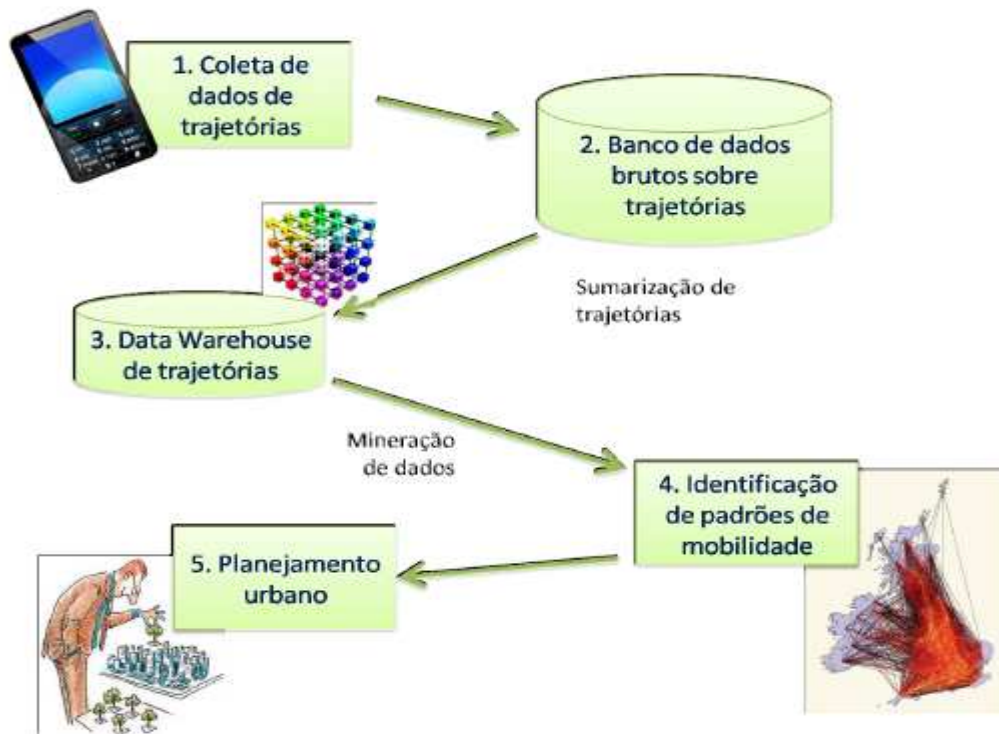 1. Coleta de
dados de
trajetórias
2. Banco de dados
brutos sobre
trajetórias
Sumarização de
trajetórias
3. Data Warehouse
de trajetórias
Mineração
de dados
4. Identificação
de padrões de
mobilidade
5. Planejamento
urbano